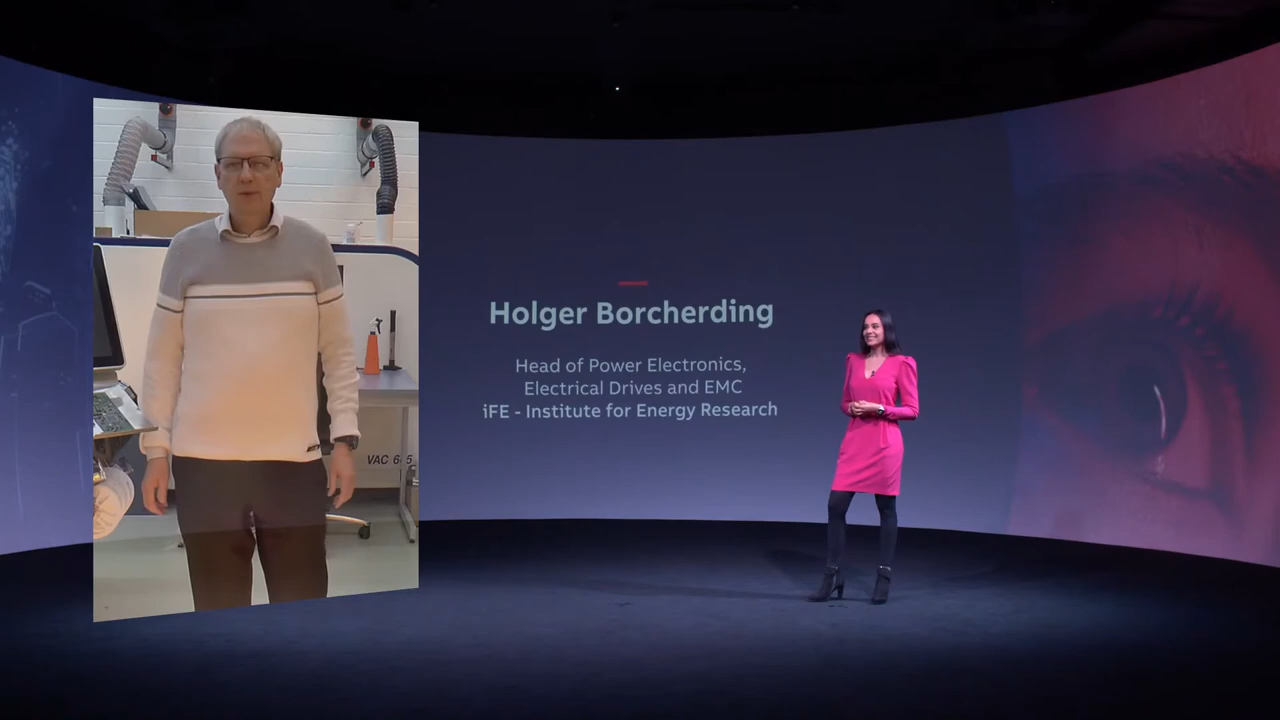 Holger Borcherding
Head of Power Electronics,
Electrical Drives and EMC
iFE - Institute for Energy Research
VAC 6 5